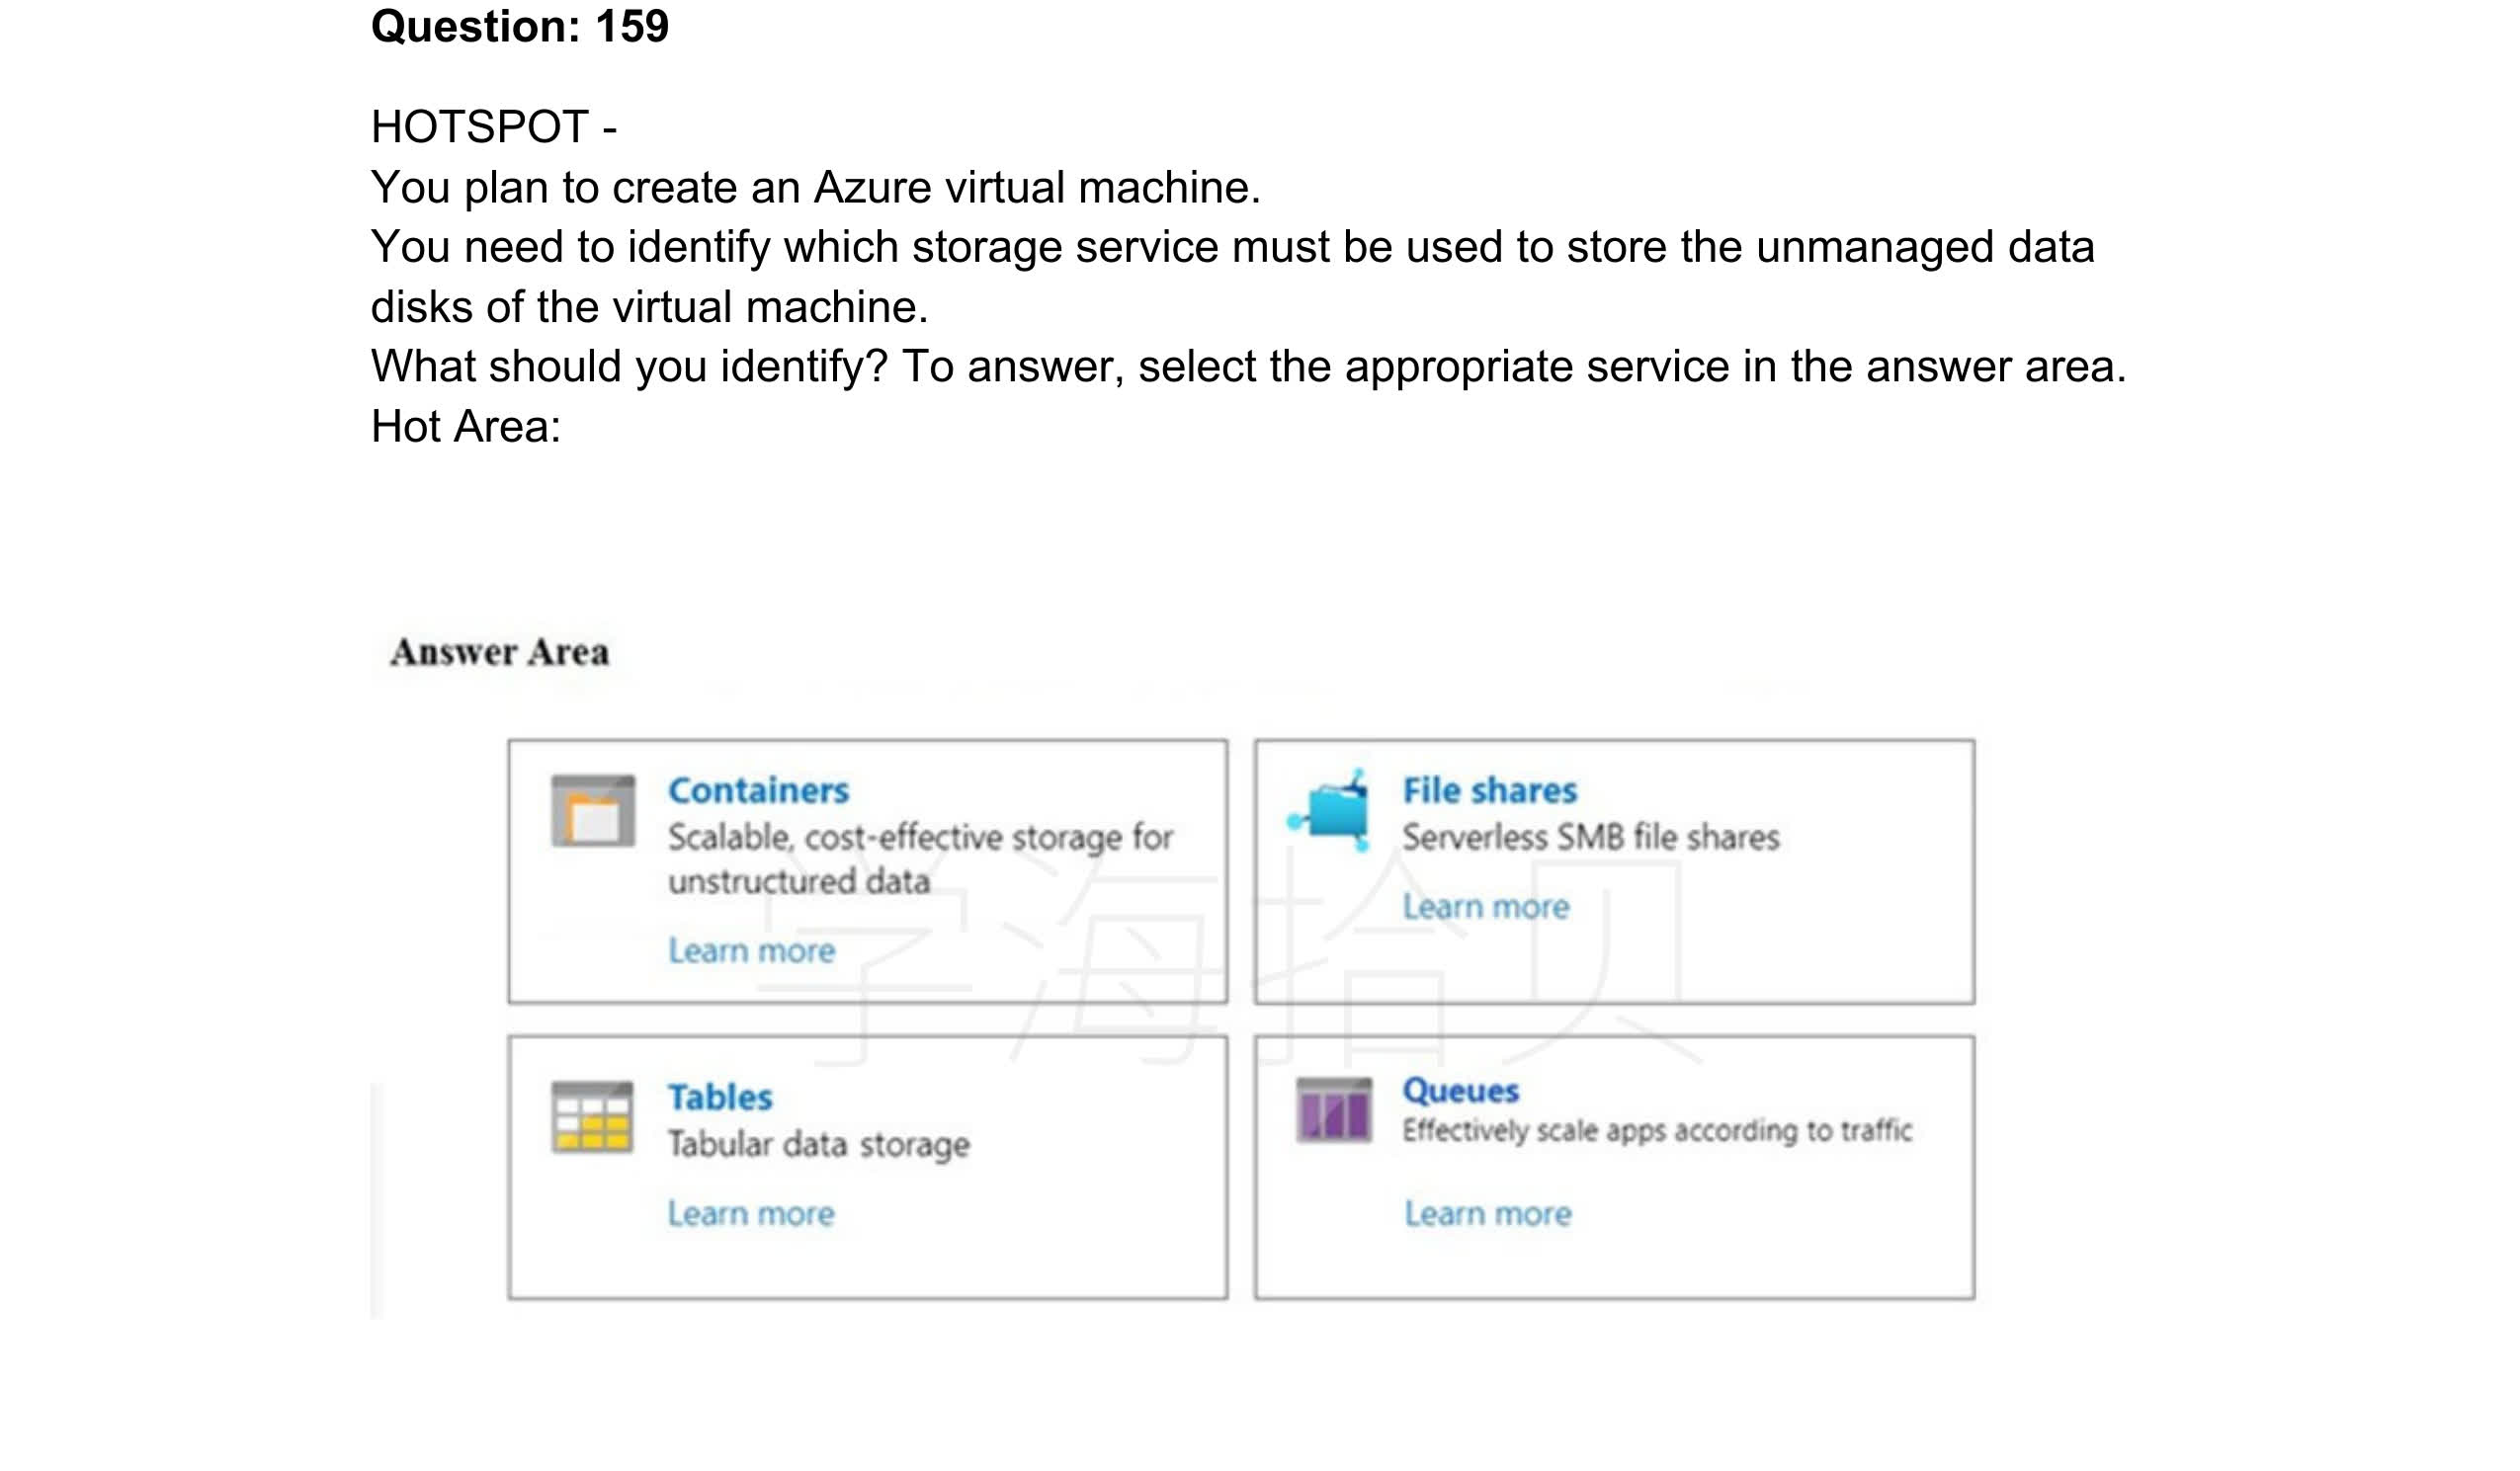 Question: 159
HOTSPOT -
You plan to create an Azure virtual machine.
You need to identify which storage service must be used to store the unmanaged data
disks of the virtual machine.
What should you identify? To answer, select the appropriate service in the answer area.
Hot Area:
Answer Area
Containers
Scalable, cost-effective storage for
unstructured data
Learn more
File shares
Serverless SMB file shares
Learn more
学海拾贝
Tables
Tabular data storage
Learn more
Queues
Effectively scale apps according to traffic
Learn more